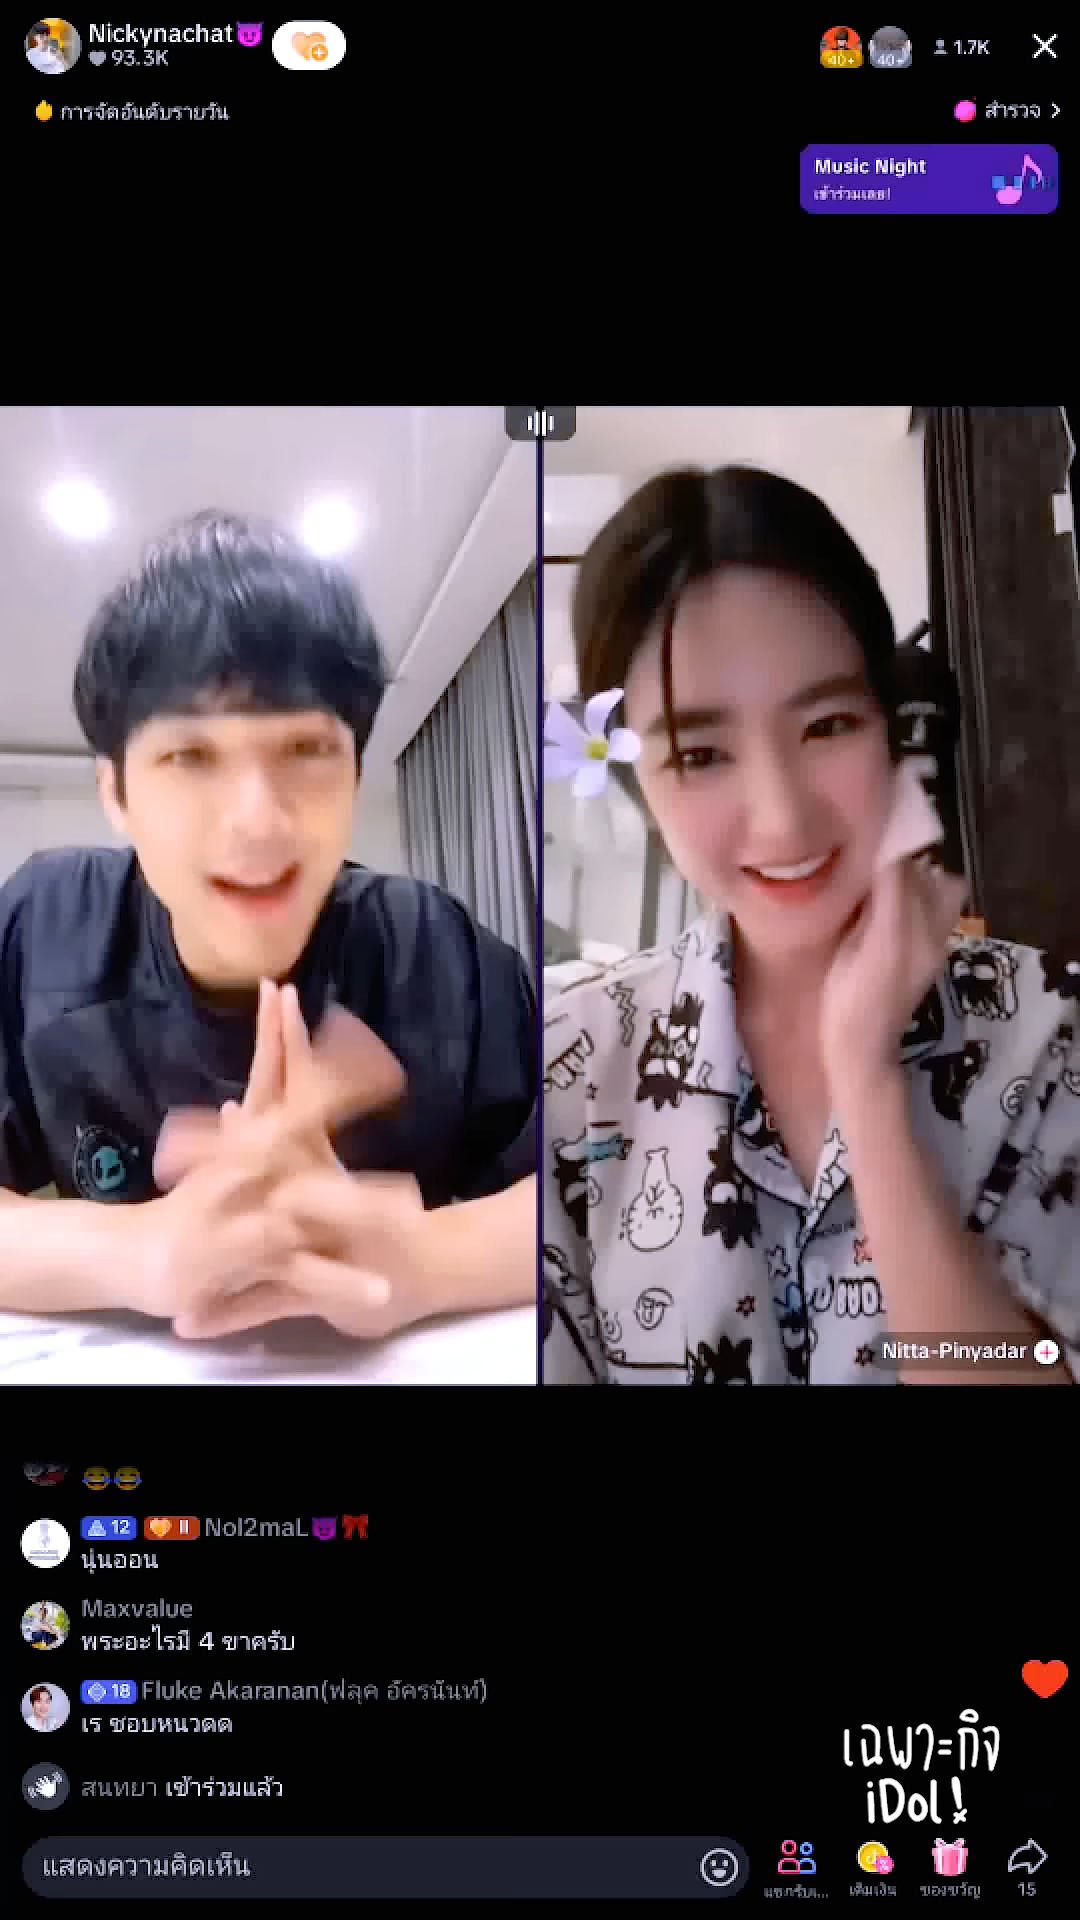 Nickynachat😈
93.3K
40+
40+
1.7K
การจัดอันดับรายวัน
สำรวจ >
Music Night
เข้าร่วมเลย!
Nitta-Pinyadar
😂😂
12 II Nol2maL😈🎀
นุ่นออน
Maxvalue
พระอะไรมี 4 ขาครับ
18 Fluke Akaranan(ฟลุค อัครนันท์)
เร ชอบหนวดด
สนทยา เข้าร่วมแล้ว
เฉพาะกิจ
iDol!
แสดงความคิดเห็น
เติมเงิน
ของขวัญ
15